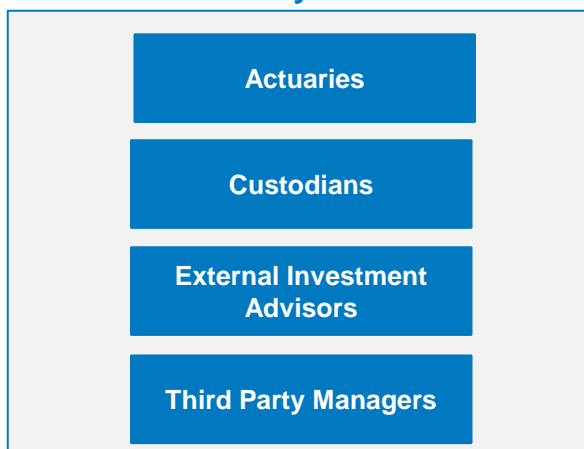 Actuaries
Custodians
External Investment
Advisors
Third Party Managers